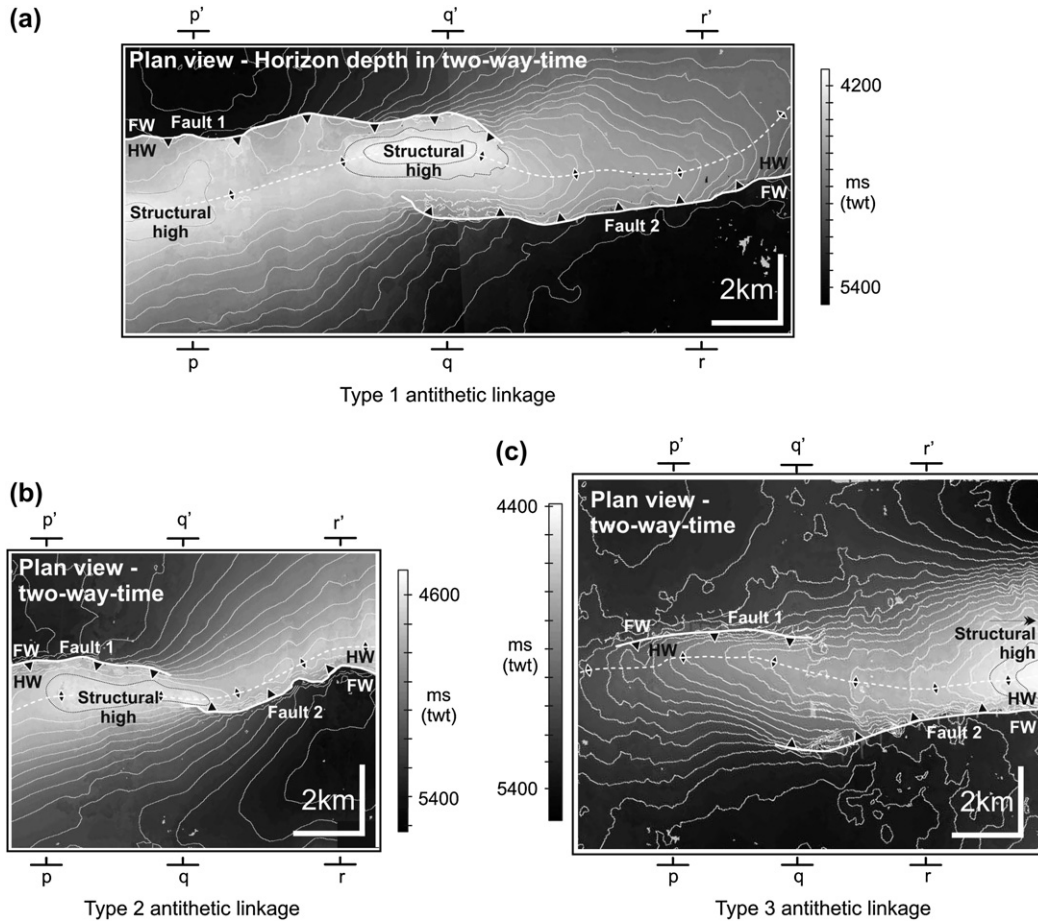 (a)
p'
q'
r'
Plan view - Horizon depth in two-way-time
FW
Fault 1
HW
Structural
high
Structural
high
HW
FW
Fault 2
2km
4200
ms
(twt)
5400
p
q
r
Type 1 antithetic linkage
(b)
p'
q'
r'
Plan view -
two-way-time
FW
Fault 1
HW
Structural
high
HW
FW
Fault 2
2km
4600
ms
(twt)
5400
p
q
r
Type 2 antithetic linkage
(c)
p'
q'
r'
4400
ms
(twt)
5400
Plan view -
two-way-time
FW
Fault 1
HW
Structural
high
HW
FW
Fault 2
2km
p
q
r
Type 3 antithetic linkage